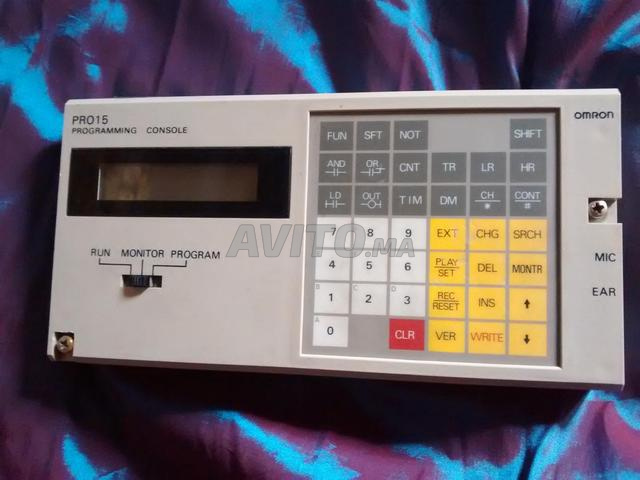 PRO15
PROGRAMMING CONSOLE
OMRON
RUN MONITOR PROGRAM
FUN SFT NOT SHIFT
AND OR CNT TR LR HR
LD OUT TIM DM CH * CONT #
7 8 9 EXT CHG SRCH
4 5 6 PLAY SET DEL MONTR
B 1 C 2 D 3 REC RESET INS ↑
A 0 CLR VER WRITE ↓
MIC
EAR
AVITO.MA